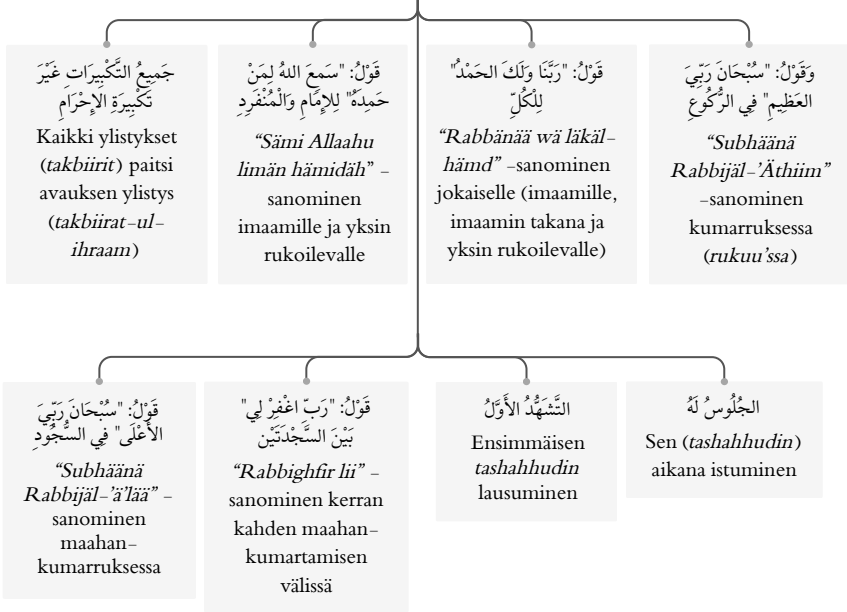 جَمِيعُ التَّكْبِيرَاتِ غَيْرَ
تَكْبِيرَةِ الإِحْرَامِ
Kaikki ylistykset
(takbiirit) paitsi
avauksen ylistys
(takbiirat-ul-
ihraam)
قَوْلُ: "سَمِعَ اللهُ لِمَنْ
حَمِدَهُ" لِلإِمَامِ وَالْمُنْفَرِدِ
“Sämi Allaahu
limän hämidäh” –
sanominen
imaamille ja yksin
rukoilevalle
قَوْلُ: "رَبَّنَا وَلَكَ الحَمْدُ"
لِلْكُلِّ
“Rabbänää wä läkäl-
hämd” –sanominen
jokaiselle (imaamille,
imaamin takana ja
yksin rukoilevalle)
وَقَوْلُ: "سُبْحَانَ رَبِّيَ
العَظِيمِ" فِي الرُّكُوعِ
“Subhäänä
Rabbijäl-’Äthiim”
–sanominen
kumarruksessa
(rukuu’ssa)
قَوْلُ: "سُبْحَانَ رَبِّيَ
الأَعْلَى" فِي السُّجُودِ
“Subhäänä
Rabbijäl-’ä’lää” –
sanominen
maahan-
kumarruksessa
قَوْلُ: "رَبِّ اغْفِرْ لِي"
بَيْنَ السَّجْدَتَيْن
“Rabbighfir lii” –
sanominen kerran
kahden maahan-
kumartamisen
välissä
التَّشَهُّدُ الأَوَّلُ
Ensimmäisen
tashahhudin
lausuminen
الجُلُوسُ لَهُ
Sen (tashahhudin)
aikana istuminen